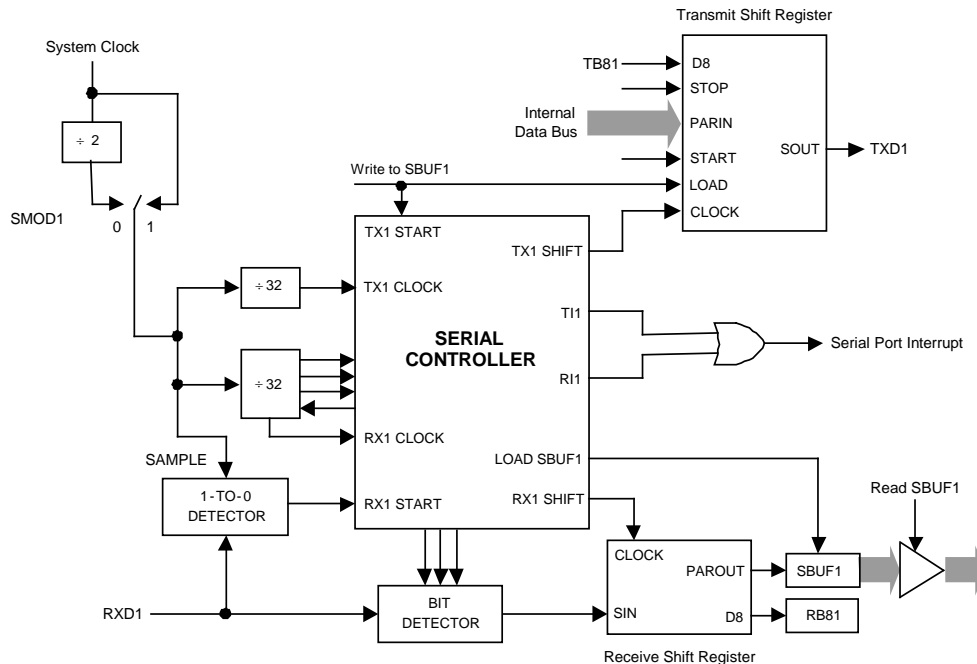 Transmit Shift Register
System Clock
TB81
D8
STOP
÷ 2
Internal
Data Bus
PARIN
SOUT
TXD1
START
Write to SBUF1
LOAD
SMOD1
0
1
CLOCK
TX1 START
TX1 SHIFT
÷ 32
TX1 CLOCK
TI1
SERIAL
CONTROLLER
Serial Port Interrupt
÷ 32
RI1
RX1 CLOCK
SAMPLE
LOAD SBUF1
1-TO-0
DETECTOR
RX1 START
RX1 SHIFT
Read SBUF1
CLOCK
PAROUT
SBUF1
RXD1
BIT
DETECTOR
SIN
D8
RB81
Receive Shift Register